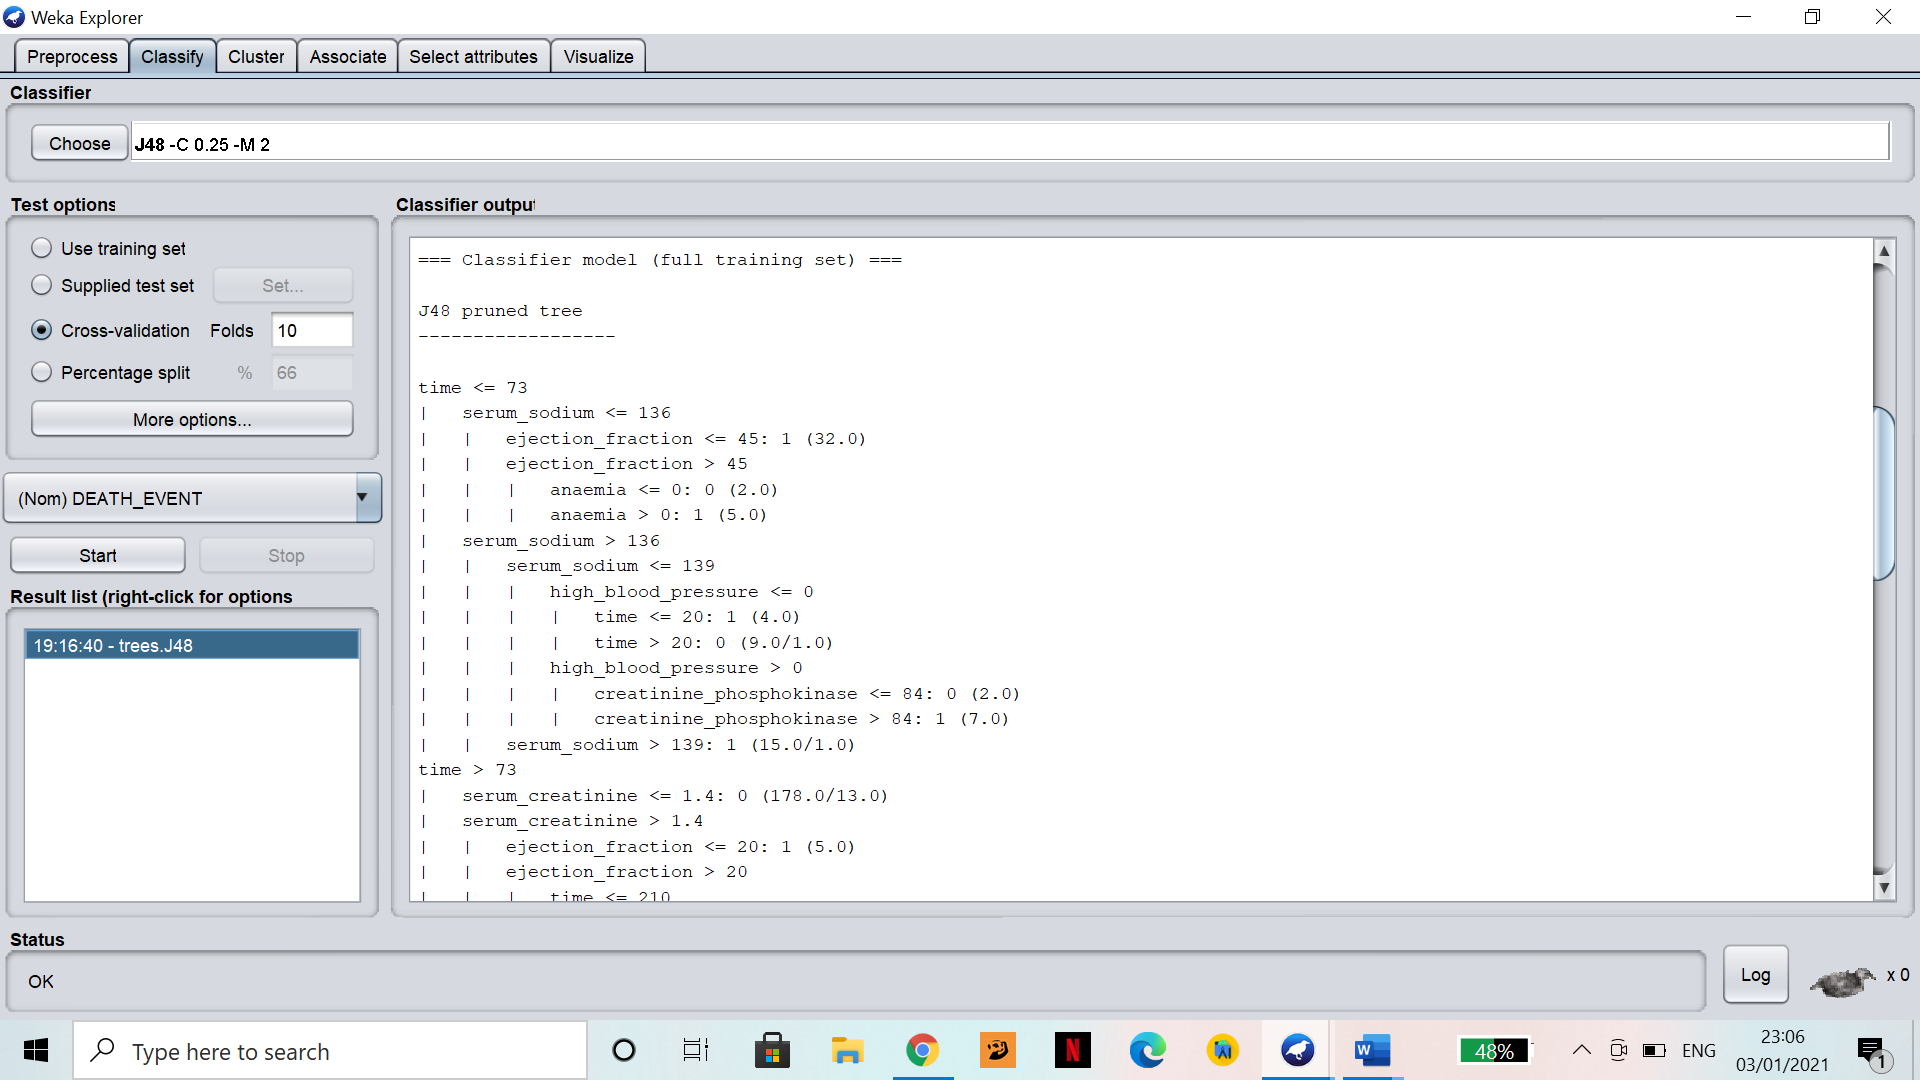 Weka Explorer
Preprocess Classify Cluster Associate Select attributes Visualize
Classifier
Choose J48 -C 0.25 -M 2
Test options
Use training set
Supplied test set Set...
Cross-validation Folds 10
Percentage split % 66
More options...
(Nom) DEATH_EVENT
Start Stop
Result list (right-click for options
19:16:40 - trees.J48
Classifier output
=== Classifier model (full training set) ===
J48 pruned tree
------------------
time <= 73
|   serum_sodium <= 136
|   |   ejection_fraction <= 45: 1 (32.0)
|   |   ejection_fraction > 45
|   |   |   anaemia <= 0: 0 (2.0)
|   |   |   anaemia > 0: 1 (5.0)
|   serum_sodium > 136
|   |   serum_sodium <= 139
|   |   |   high_blood_pressure <= 0
|   |   |   |   time <= 20: 1 (4.0)
|   |   |   |   time > 20: 0 (9.0/1.0)
|   |   |   high_blood_pressure > 0
|   |   |   |   creatinine_phosphokinase <= 84: 0 (2.0)
|   |   |   |   creatinine_phosphokinase > 84: 1 (7.0)
|   |   serum_sodium > 139: 1 (15.0/1.0)
time > 73
|   serum_creatinine <= 1.4: 0 (178.0/13.0)
|   serum_creatinine > 1.4
|   |   ejection_fraction <= 20: 1 (5.0)
|   |   ejection_fraction > 20
|   |   |   time <= 210
Status
OK
Log
x 0
Type here to search
N
AI
W
48%
ENG
23:06
03/01/2021
1